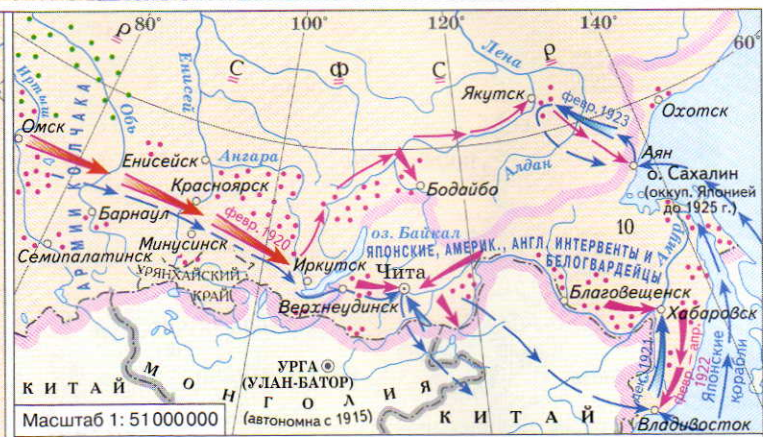 80°
100°
120°
140°
60°
Р
С
Ф
С
Р
Иртыш
Обь
Енисей
Лена
Якутск
февр. 1923
Охотск
Омск
Енисейск
Ангара
Алдан
Аян
о. Сахалин
(оккуп. Японией
до 1925 г.)
АРМИИ КОЛЧАКА
Красноярск
Бодайбо
Барнаул
февр. 1920
Минусинск
оз. Байкал
10
Амур
Семипалатинск
УРЯНХАЙСКИЙ
КРАЙ
Иркутск
Чита
ЯПОНСКИЕ, АМЕРИК., АНГЛ. ИНТЕРВЕНТЫ И
БЕЛОГВАРДЕЙЦЫ
Верхнеудинск
Благовещенск
Хабаровск
дек. 1921
февр. – апр.
1922
Японские
корабли
УРГА
(УЛАН-БАТОР)
МОНГОЛИЯ
(автономна с 1915)
КИТАЙ
КИТАЙ
Владивосток
Масштаб 1: 51 000 000